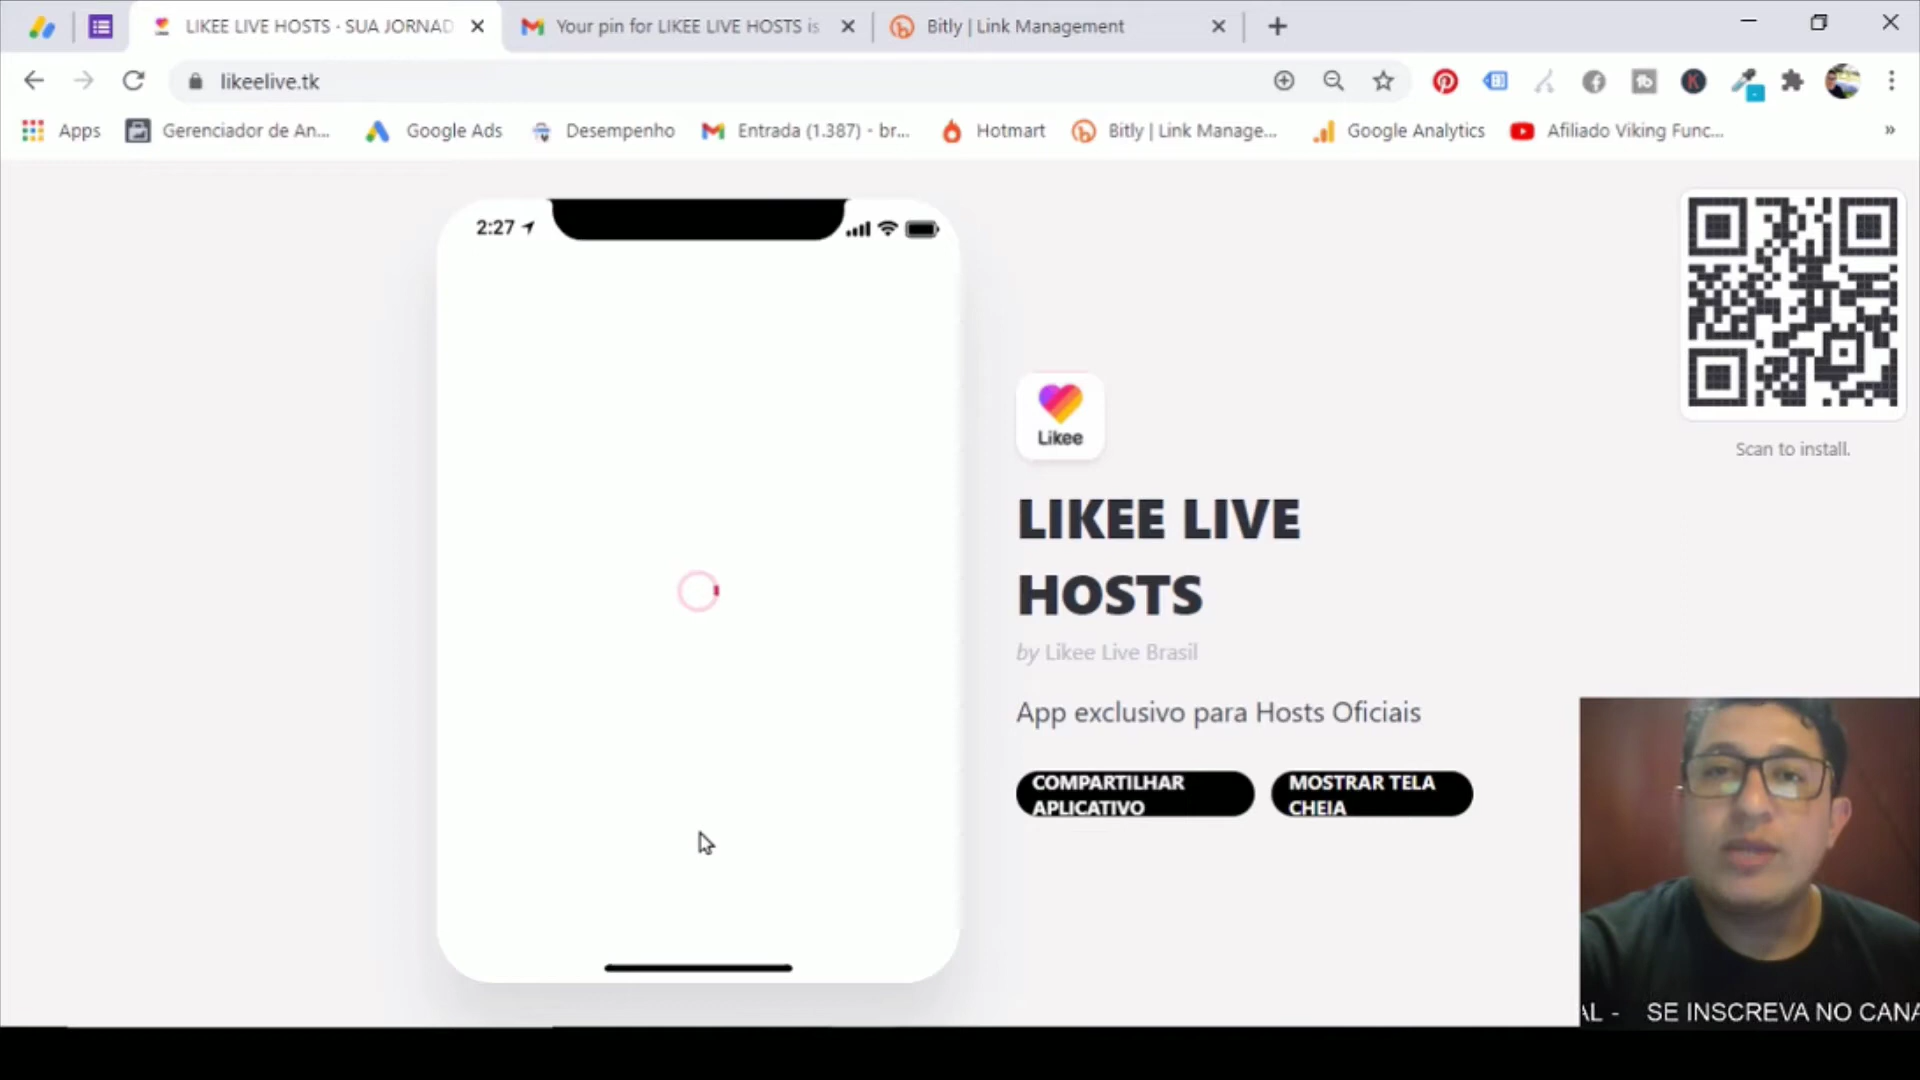 LIKEE LIVE HOSTS - SUA JORNAD
Your pin for LIKEE LIVE HOSTS is
Bitly | Link Management
likeelive.tk
Apps
Gerenciador de An...
Google Ads
Desempenho
Entrada (1.387) - br...
Hotmart
Bitly | Link Manage...
Google Analytics
Afiliado Viking Func...
»
2:27
Likee
LIKEE LIVE
HOSTS
by Likee Live Brasil
App exclusivo para Hosts Oficiais
COMPARTILHAR
APLICATIVO
MOSTRAR TELA
CHEIA
Scan to install.
AL - SE INSCREVA NO CANA